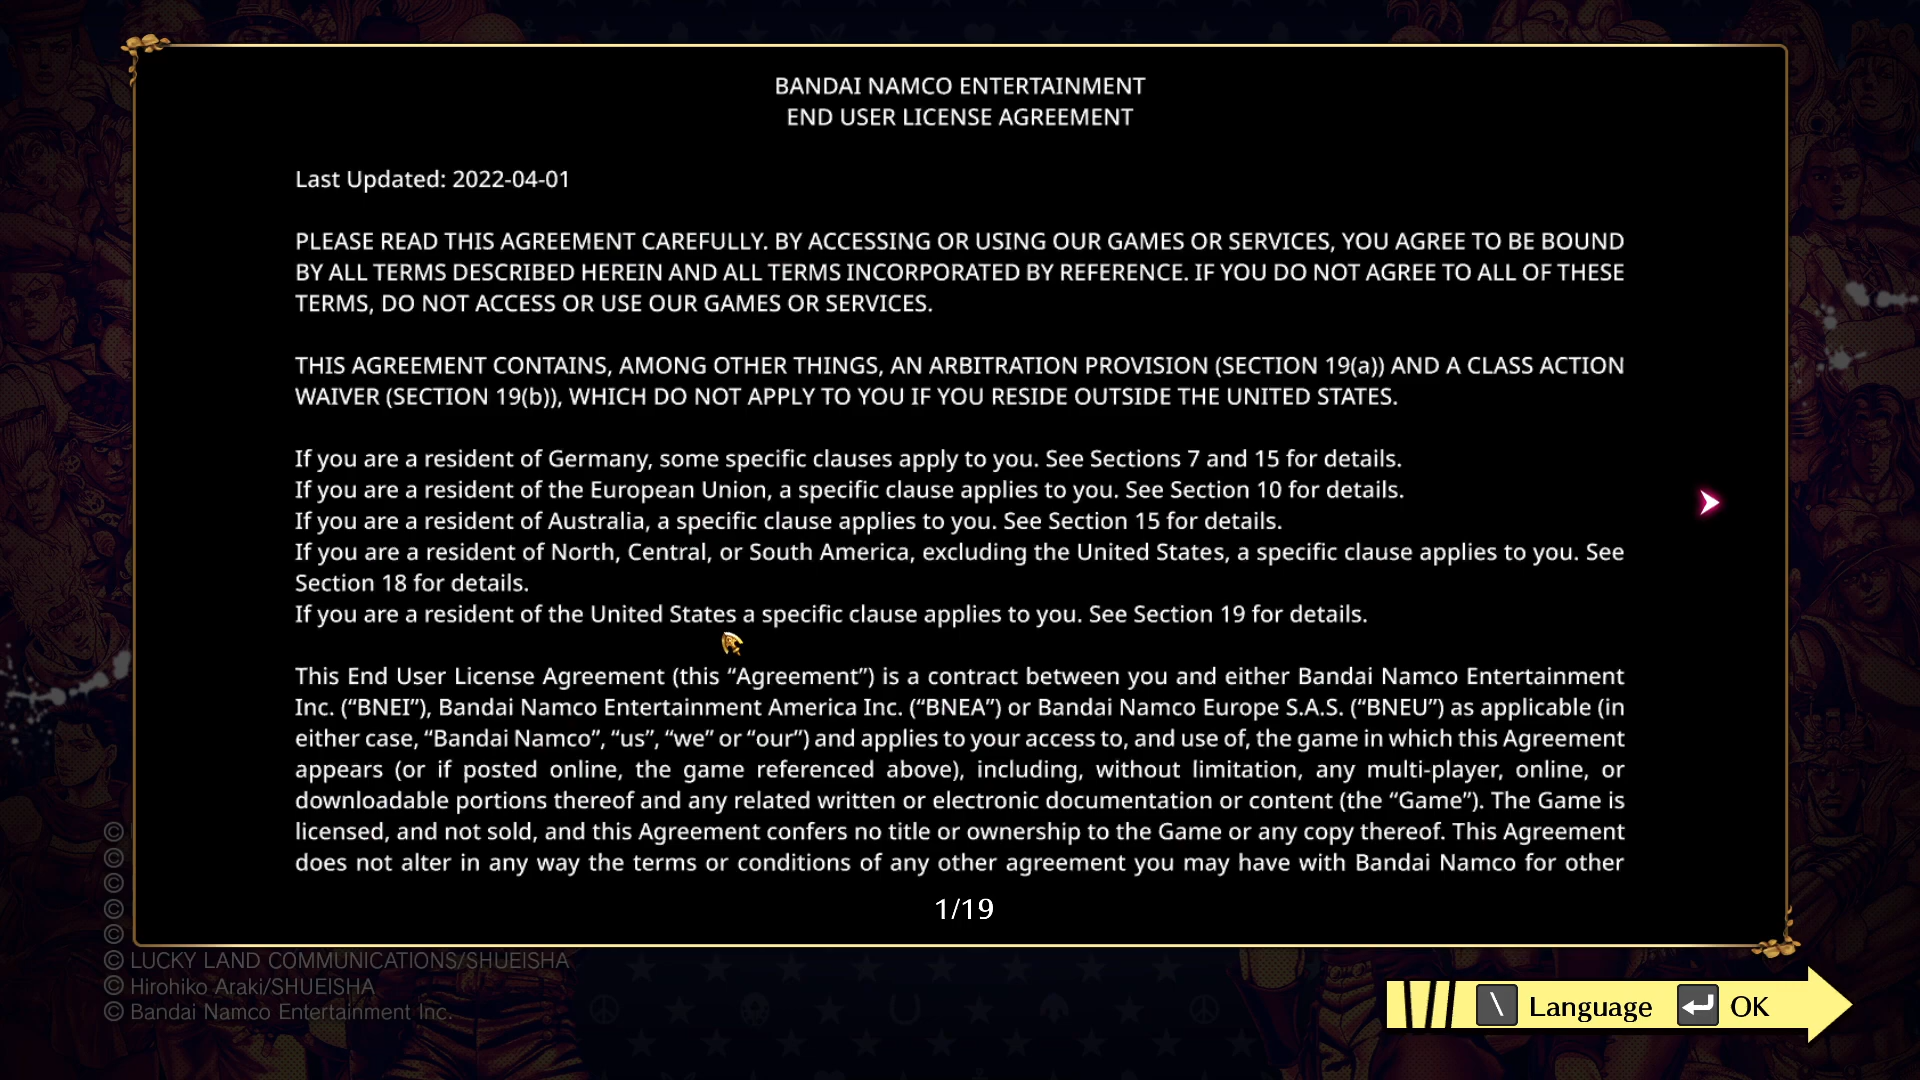 BANDAI NAMCO ENTERTAINMENT
END USER LICENSE AGREEMENT
Last Updated: 2022-04-01
PLEASE READ THIS AGREEMENT CAREFULLY. BY ACCESSING OR USING OUR GAMES OR SERVICES, YOU AGREE TO BE BOUND
BY ALL TERMS DESCRIBED HEREIN AND ALL TERMS INCORPORATED BY REFERENCE. IF YOU DO NOT AGREE TO ALL OF THESE
TERMS, DO NOT ACCESS OR USE OUR GAMES OR SERVICES.
THIS AGREEMENT CONTAINS, AMONG OTHER THINGS, AN ARBITRATION PROVISION (SECTION 19(a)) AND A CLASS ACTION
WAIVER (SECTION 19(b)), WHICH DO NOT APPLY TO YOU IF YOU RESIDE OUTSIDE THE UNITED STATES.
If you are a resident of Germany, some specific clauses apply to you. See Sections 7 and 15 for details.
If you are a resident of the European Union, a specific clause applies to you. See Section 10 for details.
If you are a resident of Australia, a specific clause applies to you. See Section 15 for details.
If you are a resident of North, Central, or South America, excluding the United States, a specific clause applies to you. See
Section 18 for details.
If you are a resident of the United States a specific clause applies to you. See Section 19 for details.
This End User License Agreement (this “Agreement”) is a contract between you and either Bandai Namco Entertainment
Inc. (“BNEI”), Bandai Namco Entertainment America Inc. (“BNEA”) or Bandai Namco Europe S.A.S. (“BNEU”) as applicable (in
either case, “Bandai Namco”, “us”, “we” or “our”) and applies to your access to, and use of, the game in which this Agreement
appears (or if posted online, the game referenced above), including, without limitation, any multi-player, online, or
downloadable portions thereof and any related written or electronic documentation or content (the “Game”). The Game is
licensed, and not sold, and this Agreement confers no title or ownership to the Game or any copy thereof. This Agreement
does not alter in any way the terms or conditions of any other agreement you may have with Bandai Namco for other
1/19
©
©
©
©
©
© LUCKY LAND COMMUNICATIONS/SHUEISHA
© Hirohiko Araki/SHUEISHA
© Bandai Namco Entertainment Inc.
\ Language OK